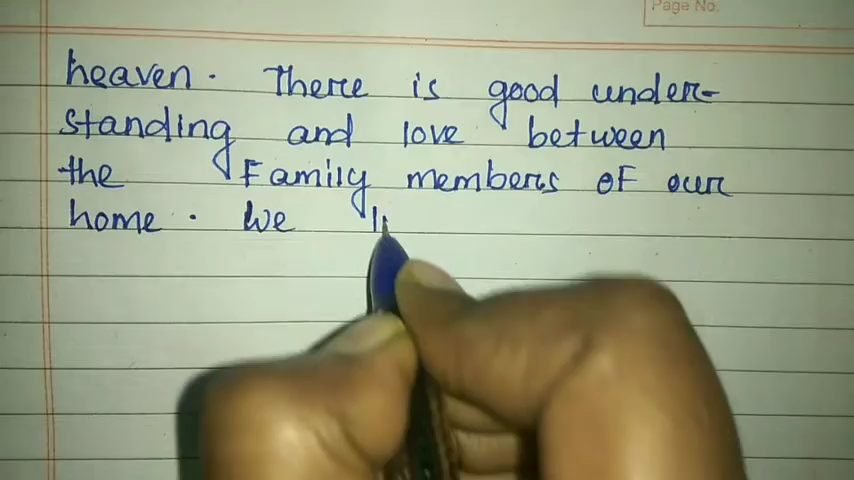 Page No.
heaven. There is good under-
standing and love between
the Family members of our
home. We